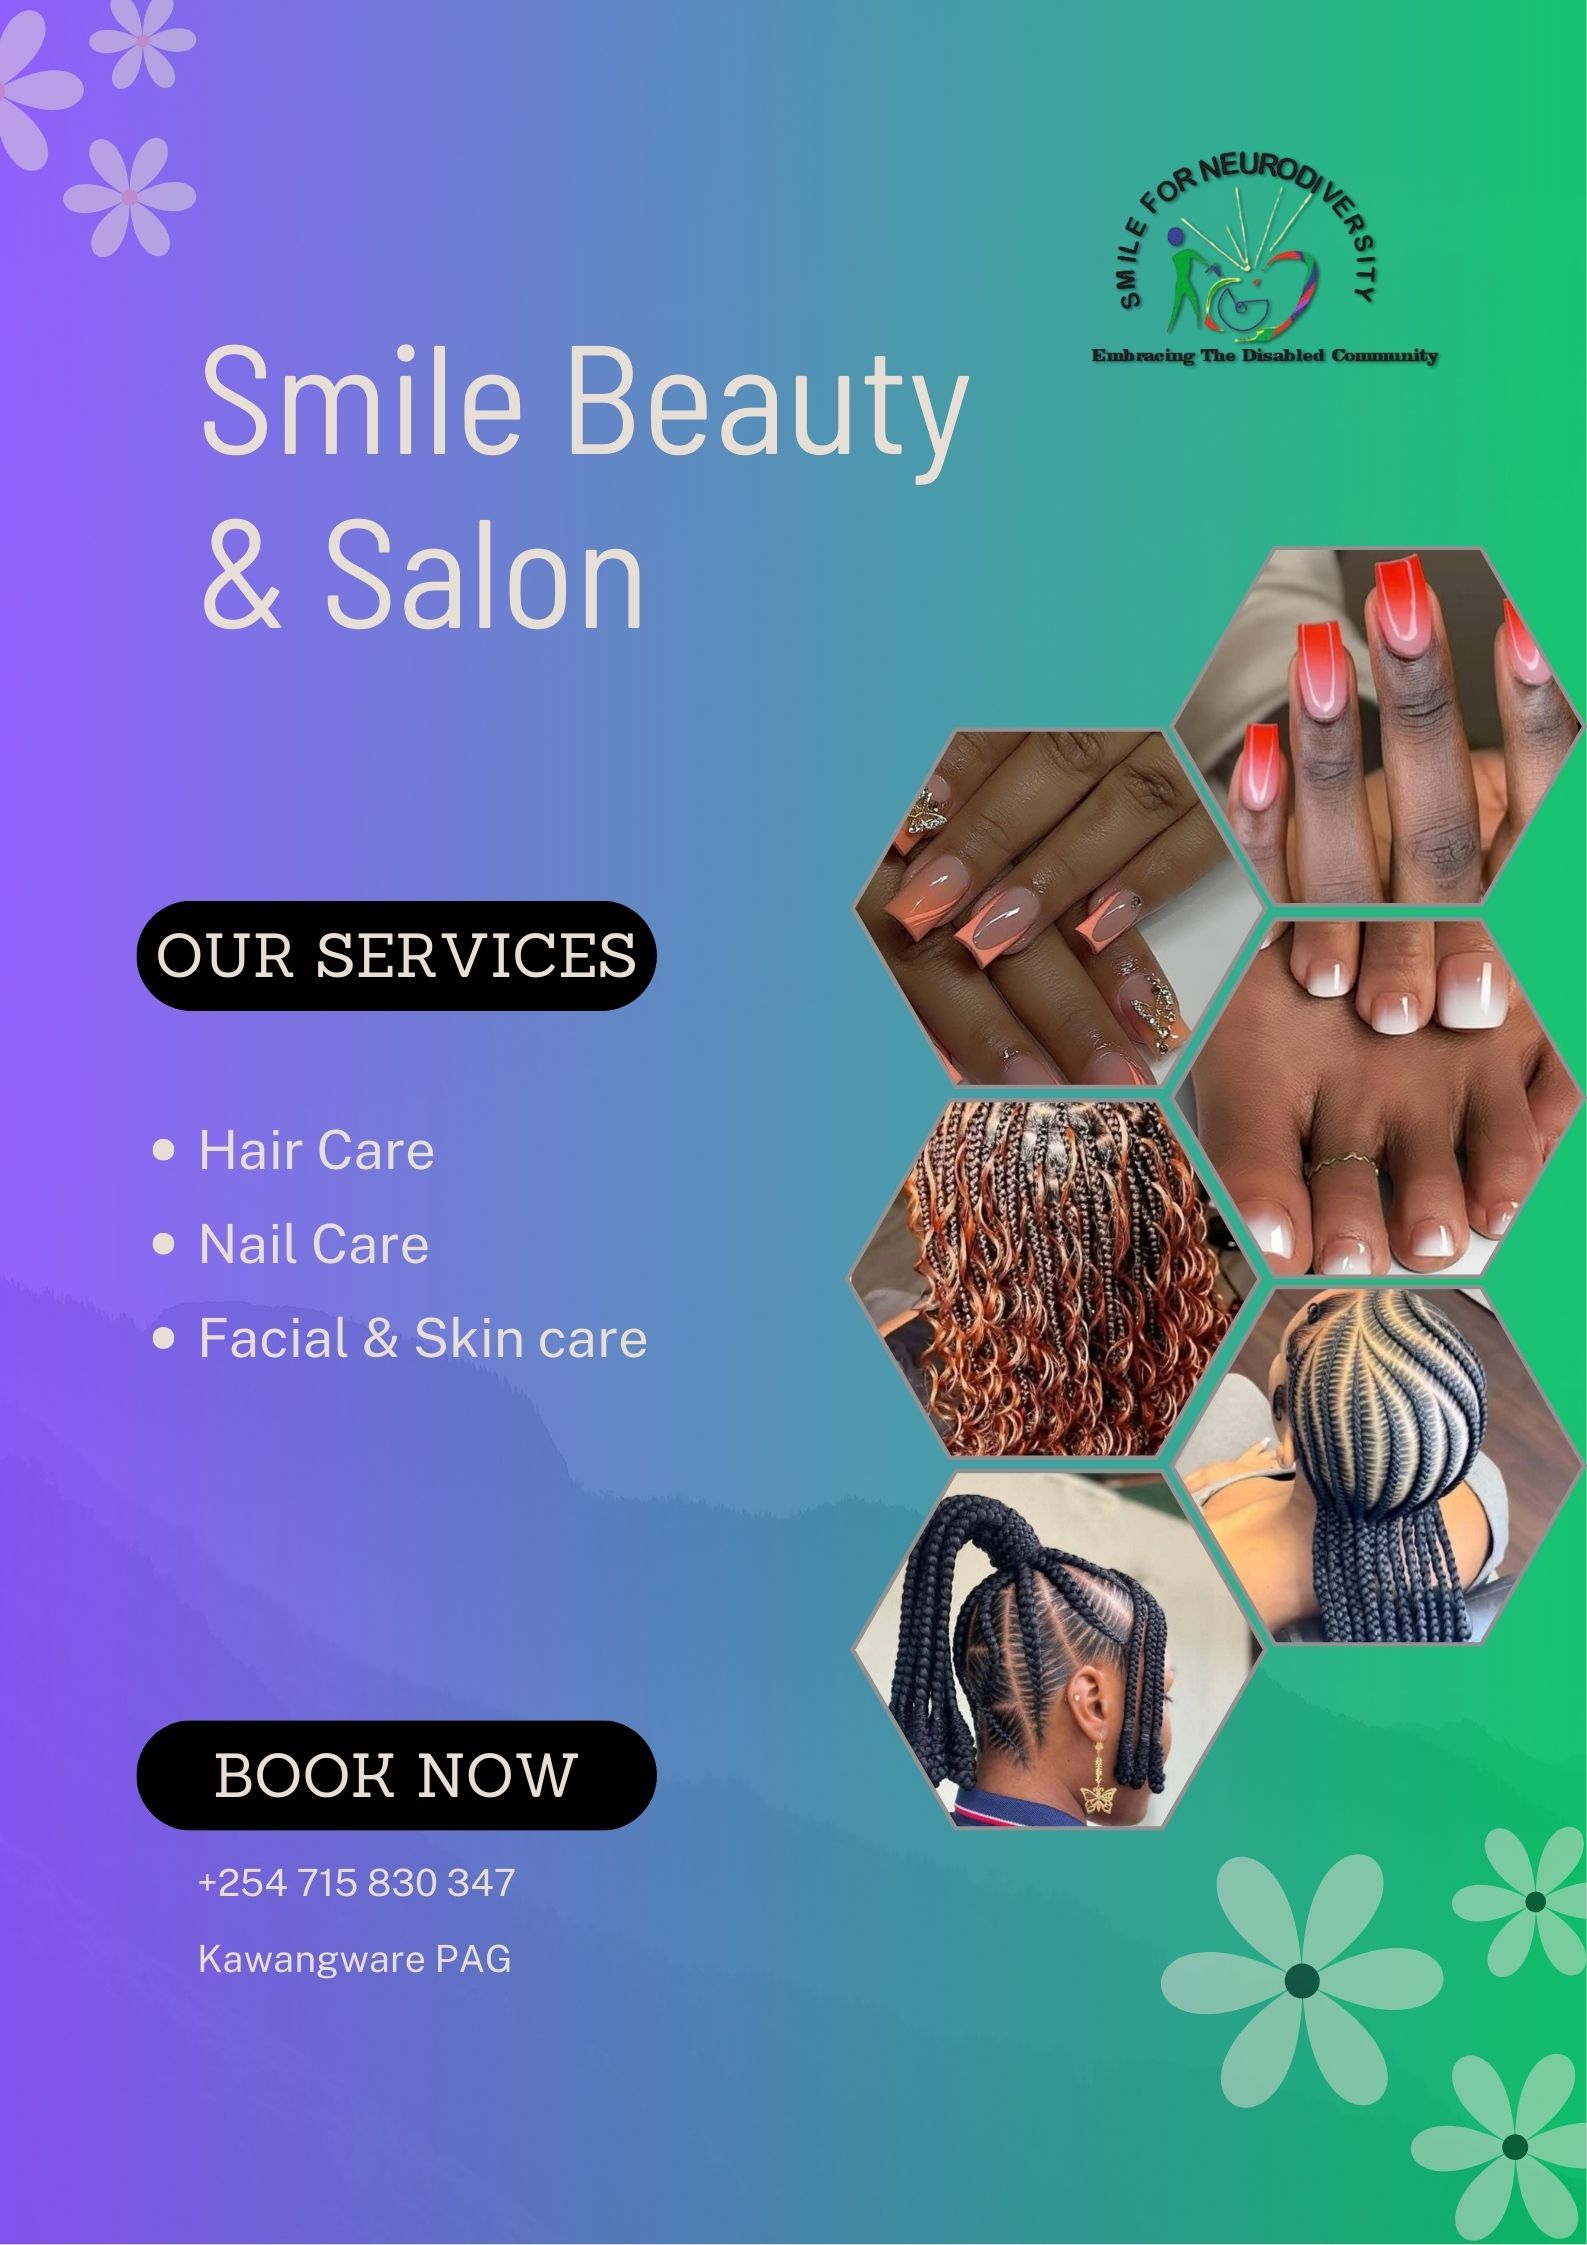 SMILE FOR NEURODIVERSITY
Embracing The Disabled Community
Smile Beauty
& Salon
OUR SERVICES
Hair Care
Nail Care
Facial & Skin care
BOOK NOW
+254 715 830 347
Kawangware PAG